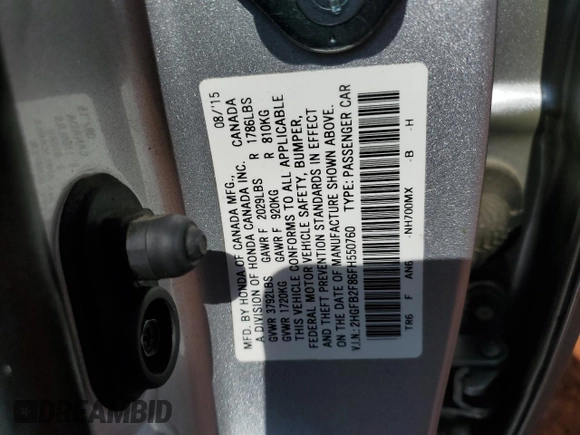 MFD. BY HONDA OF CANADA MFG., 08/'15
A DIVISION OF HONDA CANADA INC. CANADA
GVWR 3792LBS GAWR F 2029LBS R 1786LBS
GVWR 1720KG GAWR F 920KG R 810KG
THIS VEHICLE CONFORMS TO ALL APPLICABLE
FEDERAL MOTOR VEHICLE SAFETY, BUMPER,
AND THEFT PREVENTION STANDARDS IN EFFECT
ON THE DATE OF MANUFACTURE SHOWN ABOVE.
V.I.N.: 2HGFB2F86FH550760 TYPE: PASSENGER CAR
TR6 F AN6 NH700MX -B -H
DREAMBID